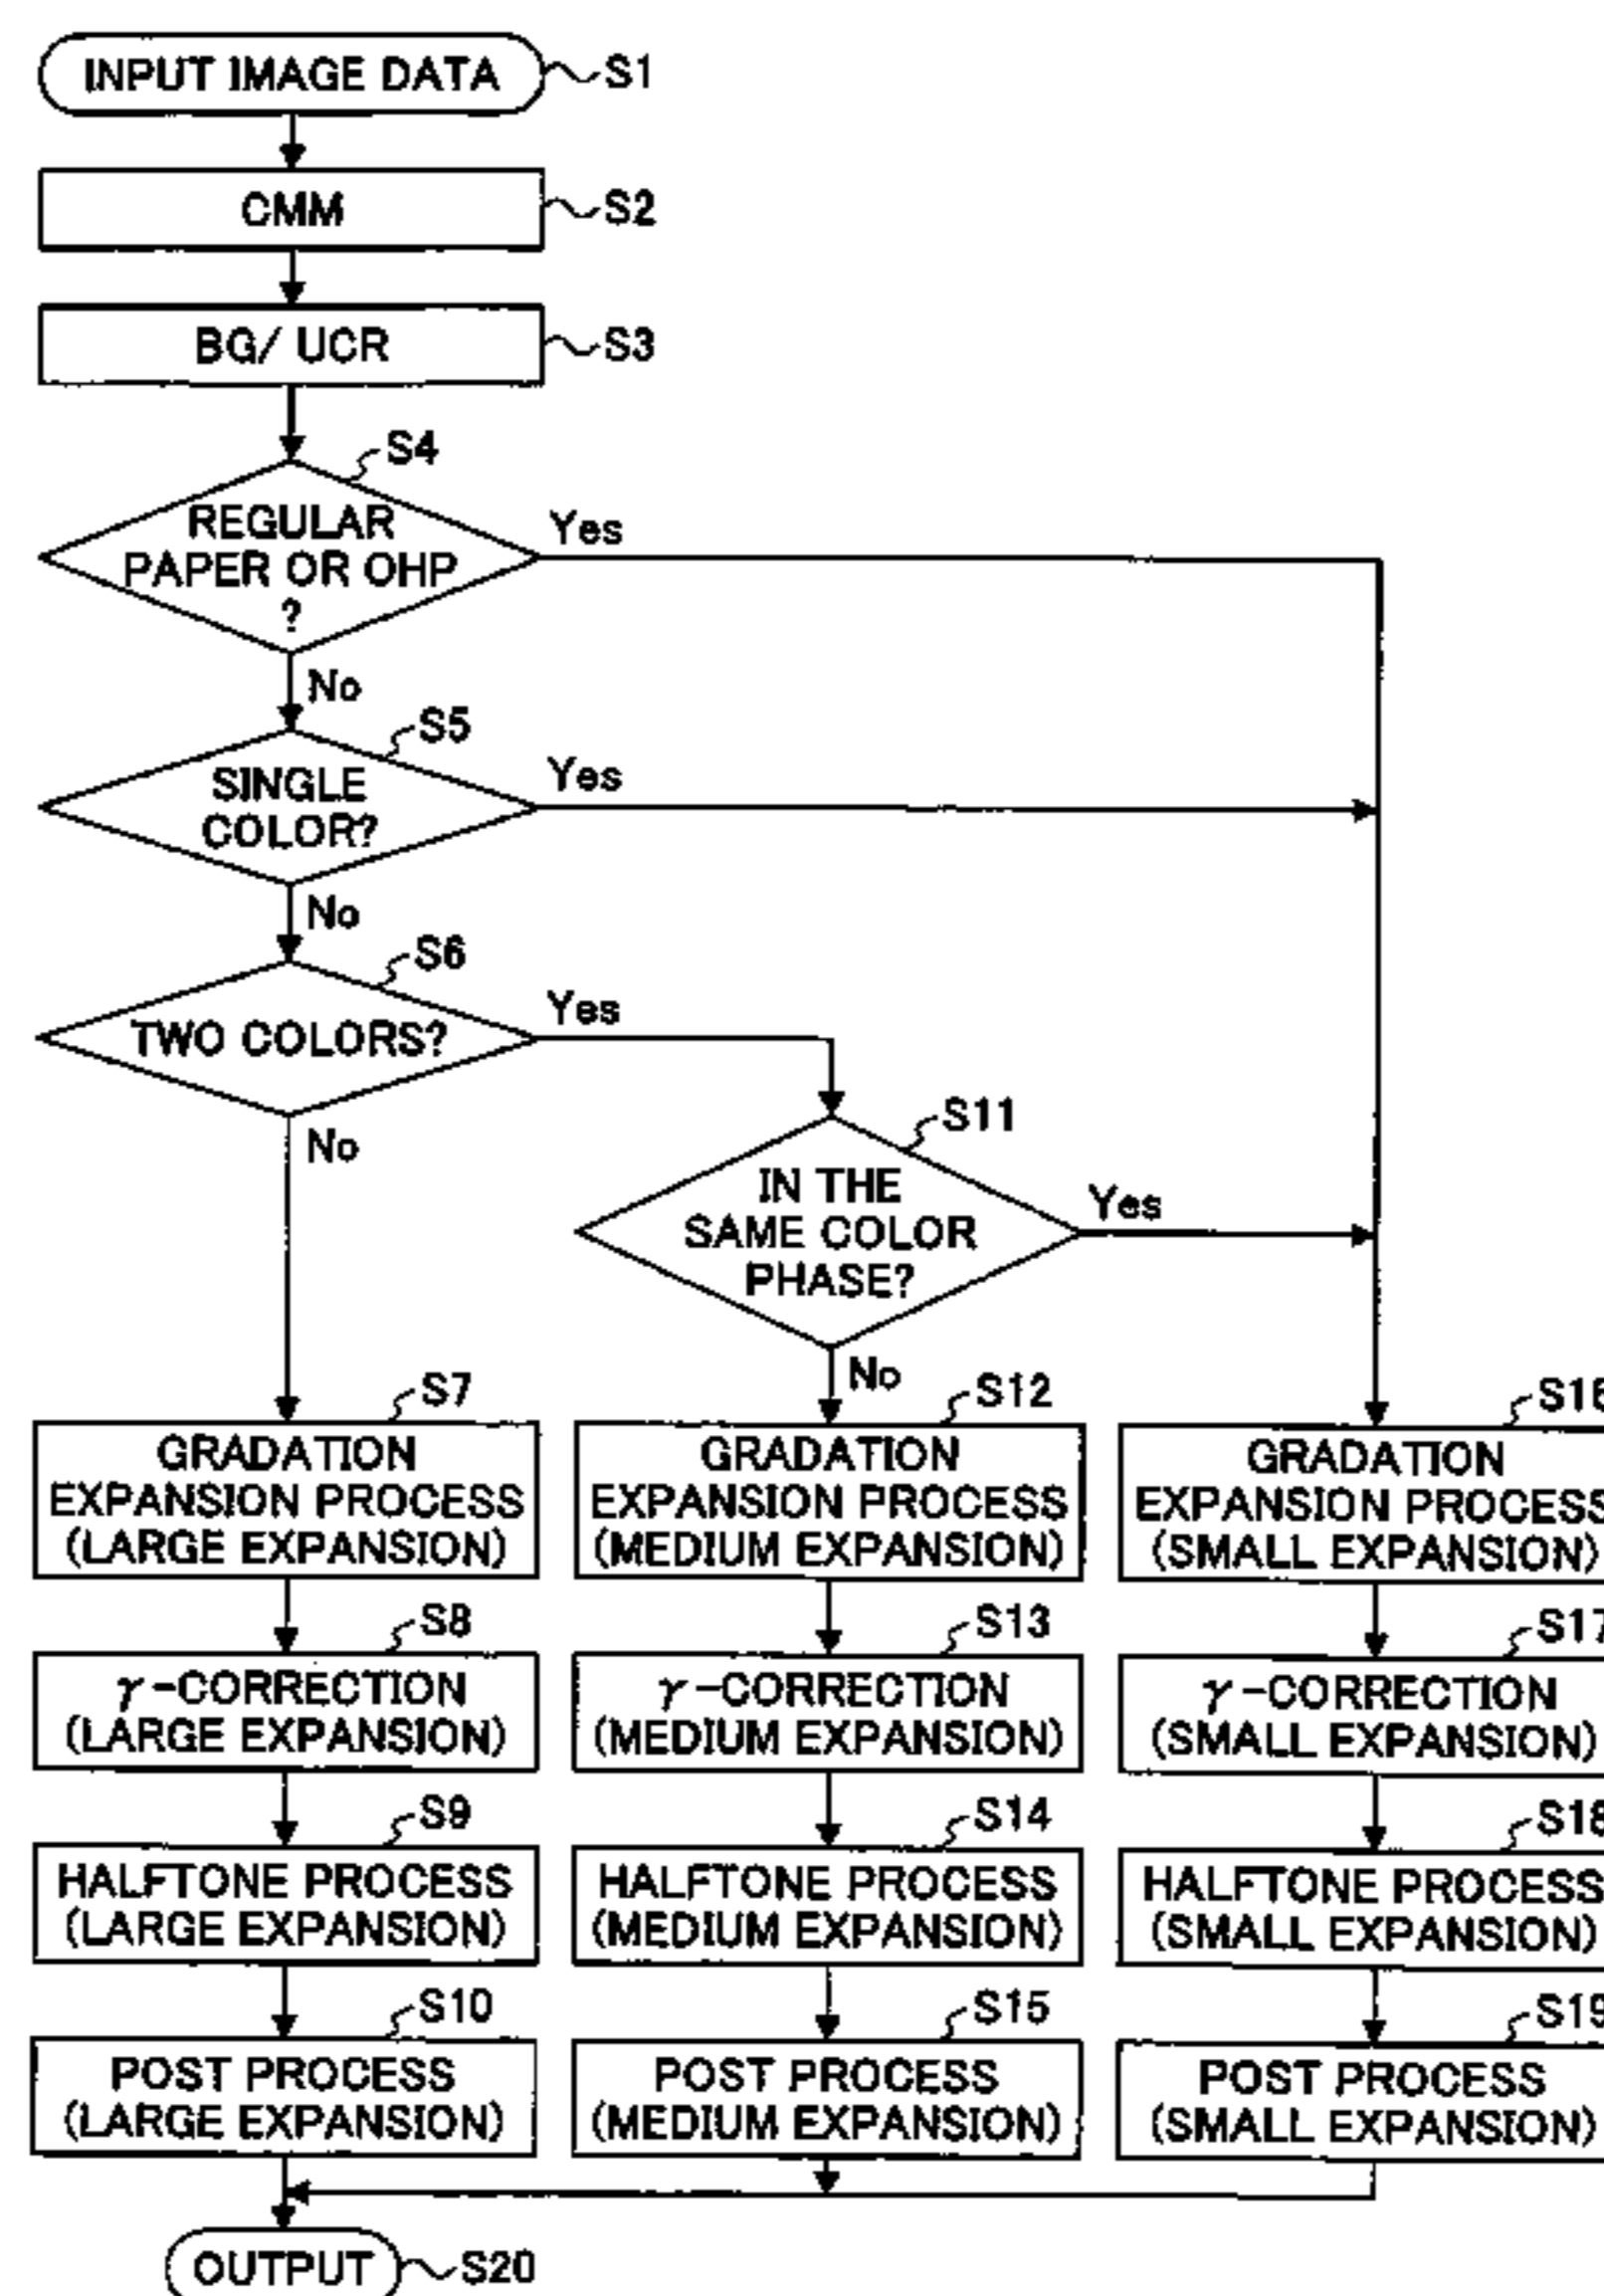 INPUT IMAGE DATA
S1
CMM
S2
BG/ UCR
S3
S4
REGULAR
PAPER OR OHP
?
Yes
No
S5
SINGLE
COLOR?
Yes
No
S6
TWO COLORS?
Yes
No
S11
IN THE
SAME COLOR
PHASE?
Yes
No
S7
GRADATION
EXPANSION PROCESS
(LARGE EXPANSION)
S8
γ-CORRECTION
(LARGE EXPANSION)
S9
HALFTONE PROCESS
(LARGE EXPANSION)
S10
POST PROCESS
(LARGE EXPANSION)
S12
GRADATION
EXPANSION PROCESS
(MEDIUM EXPANSION)
S13
γ-CORRECTION
(MEDIUM EXPANSION)
S14
HALFTONE PROCESS
(MEDIUM EXPANSION)
S15
POST PROCESS
(MEDIUM EXPANSION)
S16
GRADATION
EXPANSION PROCESS
(SMALL EXPANSION)
S17
γ-CORRECTION
(SMALL EXPANSION)
S18
HALFTONE PROCESS
(SMALL EXPANSION)
S19
POST PROCESS
(SMALL EXPANSION)
OUTPUT
S20